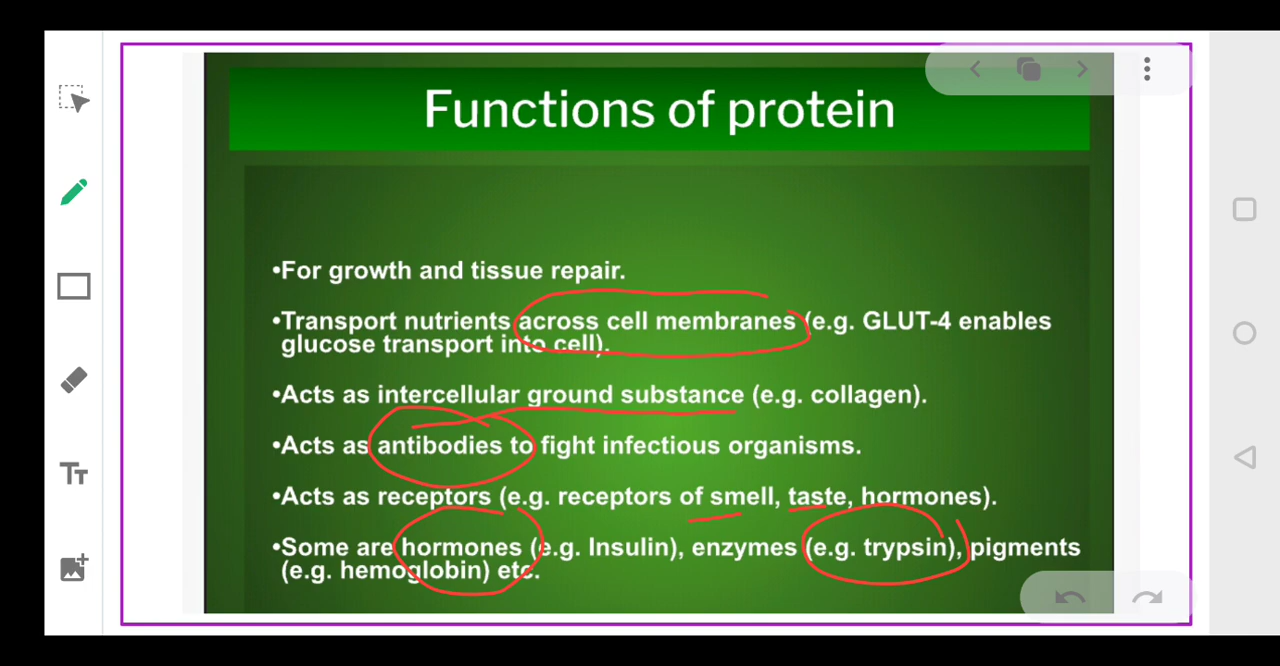 Functions of protein
•For growth and tissue repair.
•Transport nutrients across cell membranes (e.g. GLUT-4 enables
glucose transport into cell).
•Acts as intercellular ground substance (e.g. collagen).
•Acts as antibodies to fight infectious organisms.
•Acts as receptors (e.g. receptors of smell, taste, hormones).
•Some are hormones (e.g. Insulin), enzymes (e.g. trypsin), pigments
(e.g. hemoglobin) etc.
TT